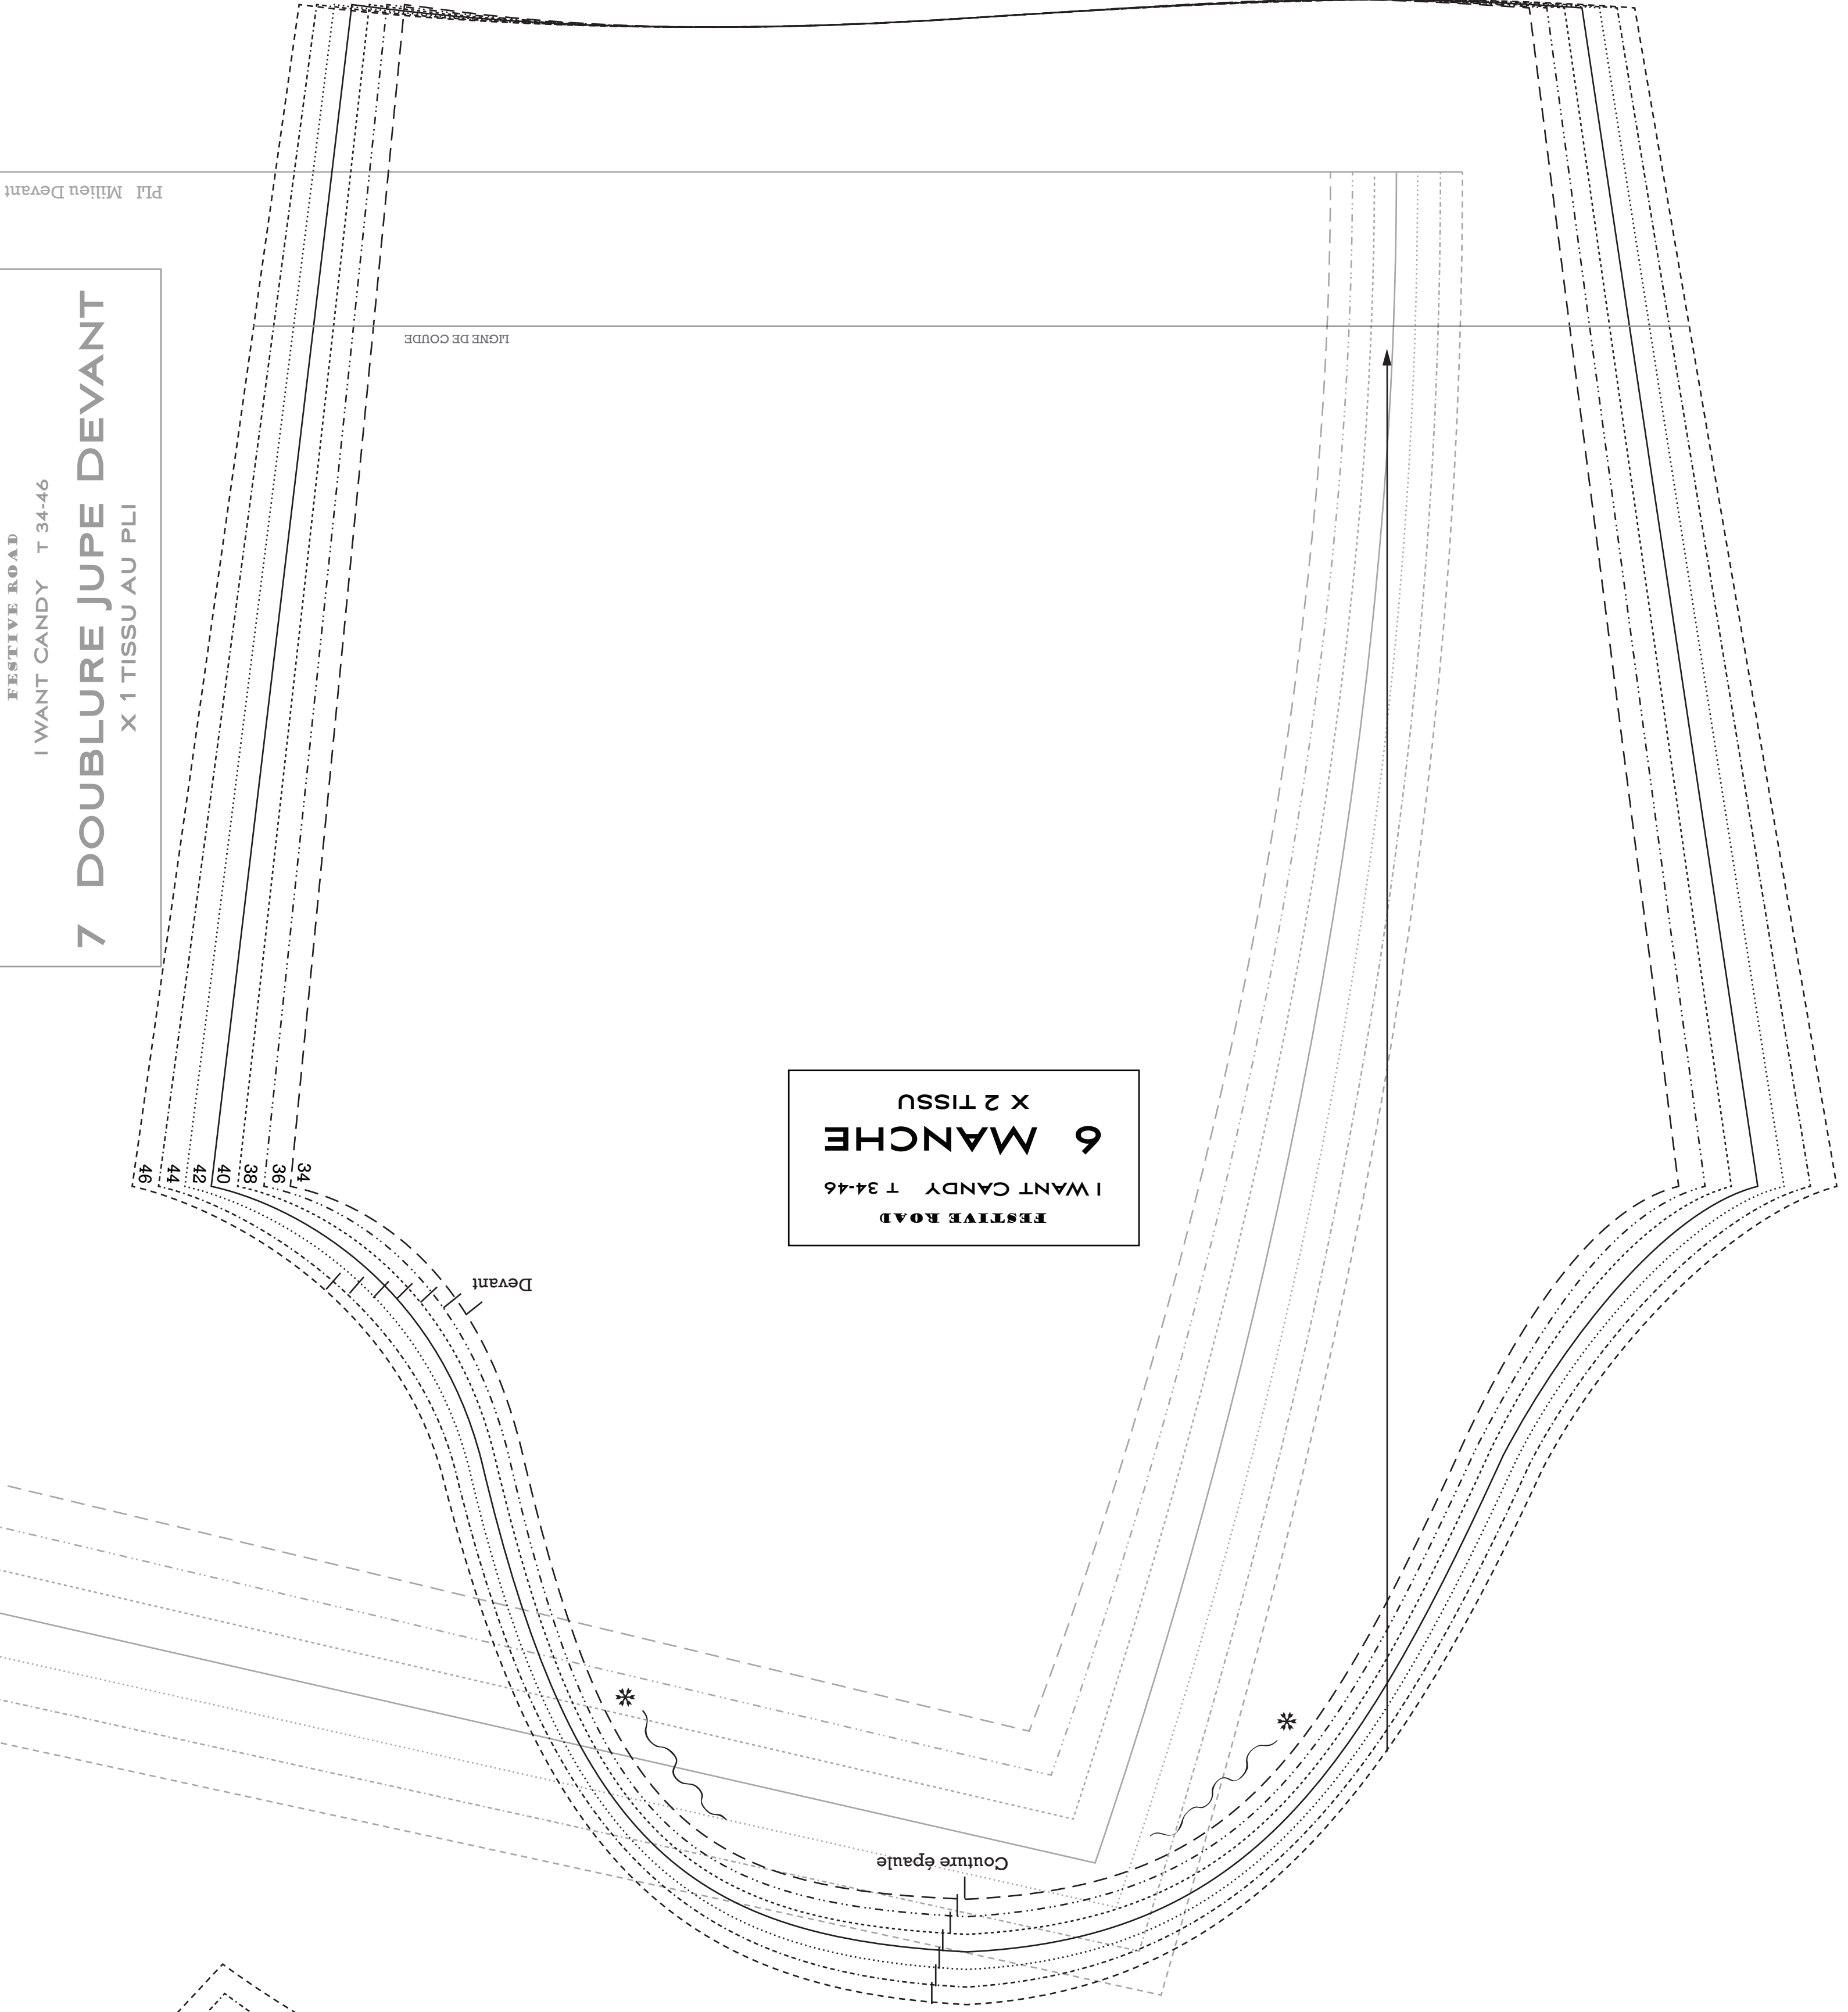 PLI Milieu Devant
FESTIVE ROAD
I WANT CANDY T 34-46
7 DOUBLURE JUPE DEVANT
X 1 TISSU AU PLI
LIGNE DE COUDE
FESTIVE ROAD
I WANT CANDY T 34-46
6 MANCHE
X 2 TISSU
46 44 42 40 38 36 34
Devant
*
*
Couture épaule